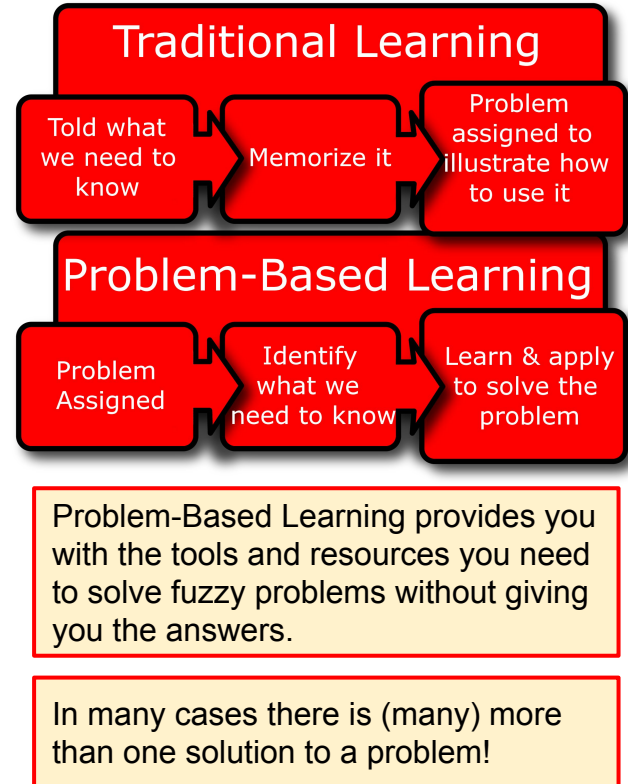 Traditional Learning
Told what
we need to
know
Memorize it
Problem
assigned to
illustrate how
to use it
Problem-Based Learning
Problem
Assigned
Identify
what we
need to know
Learn & apply
to solve the
problem
Problem-Based Learning provides you
with the tools and resources you need
to solve fuzzy problems without giving
you the answers.
In many cases there is (many) more
than one solution to a problem!